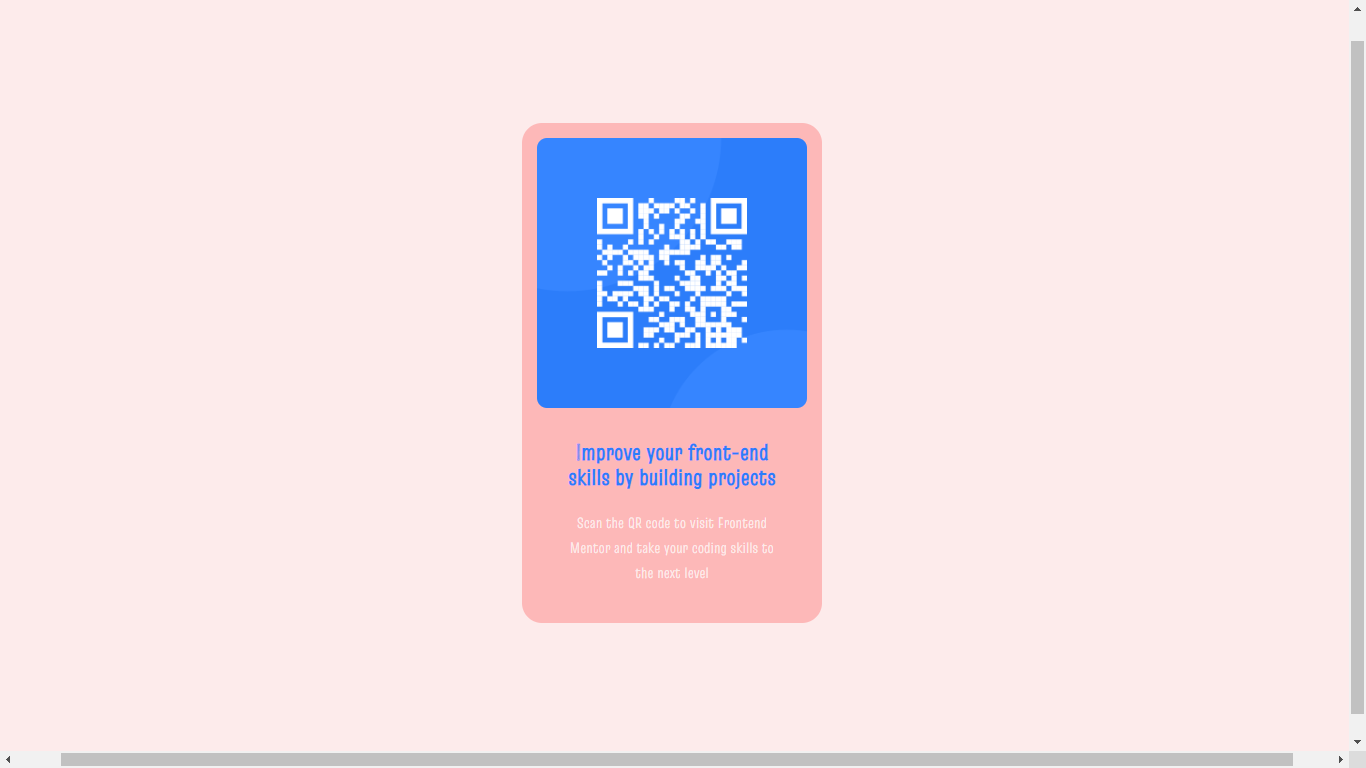 Improve your front-end
skills by building projects
Scan the QR code to visit Frontend
Mentor and take your coding skills to
the next level